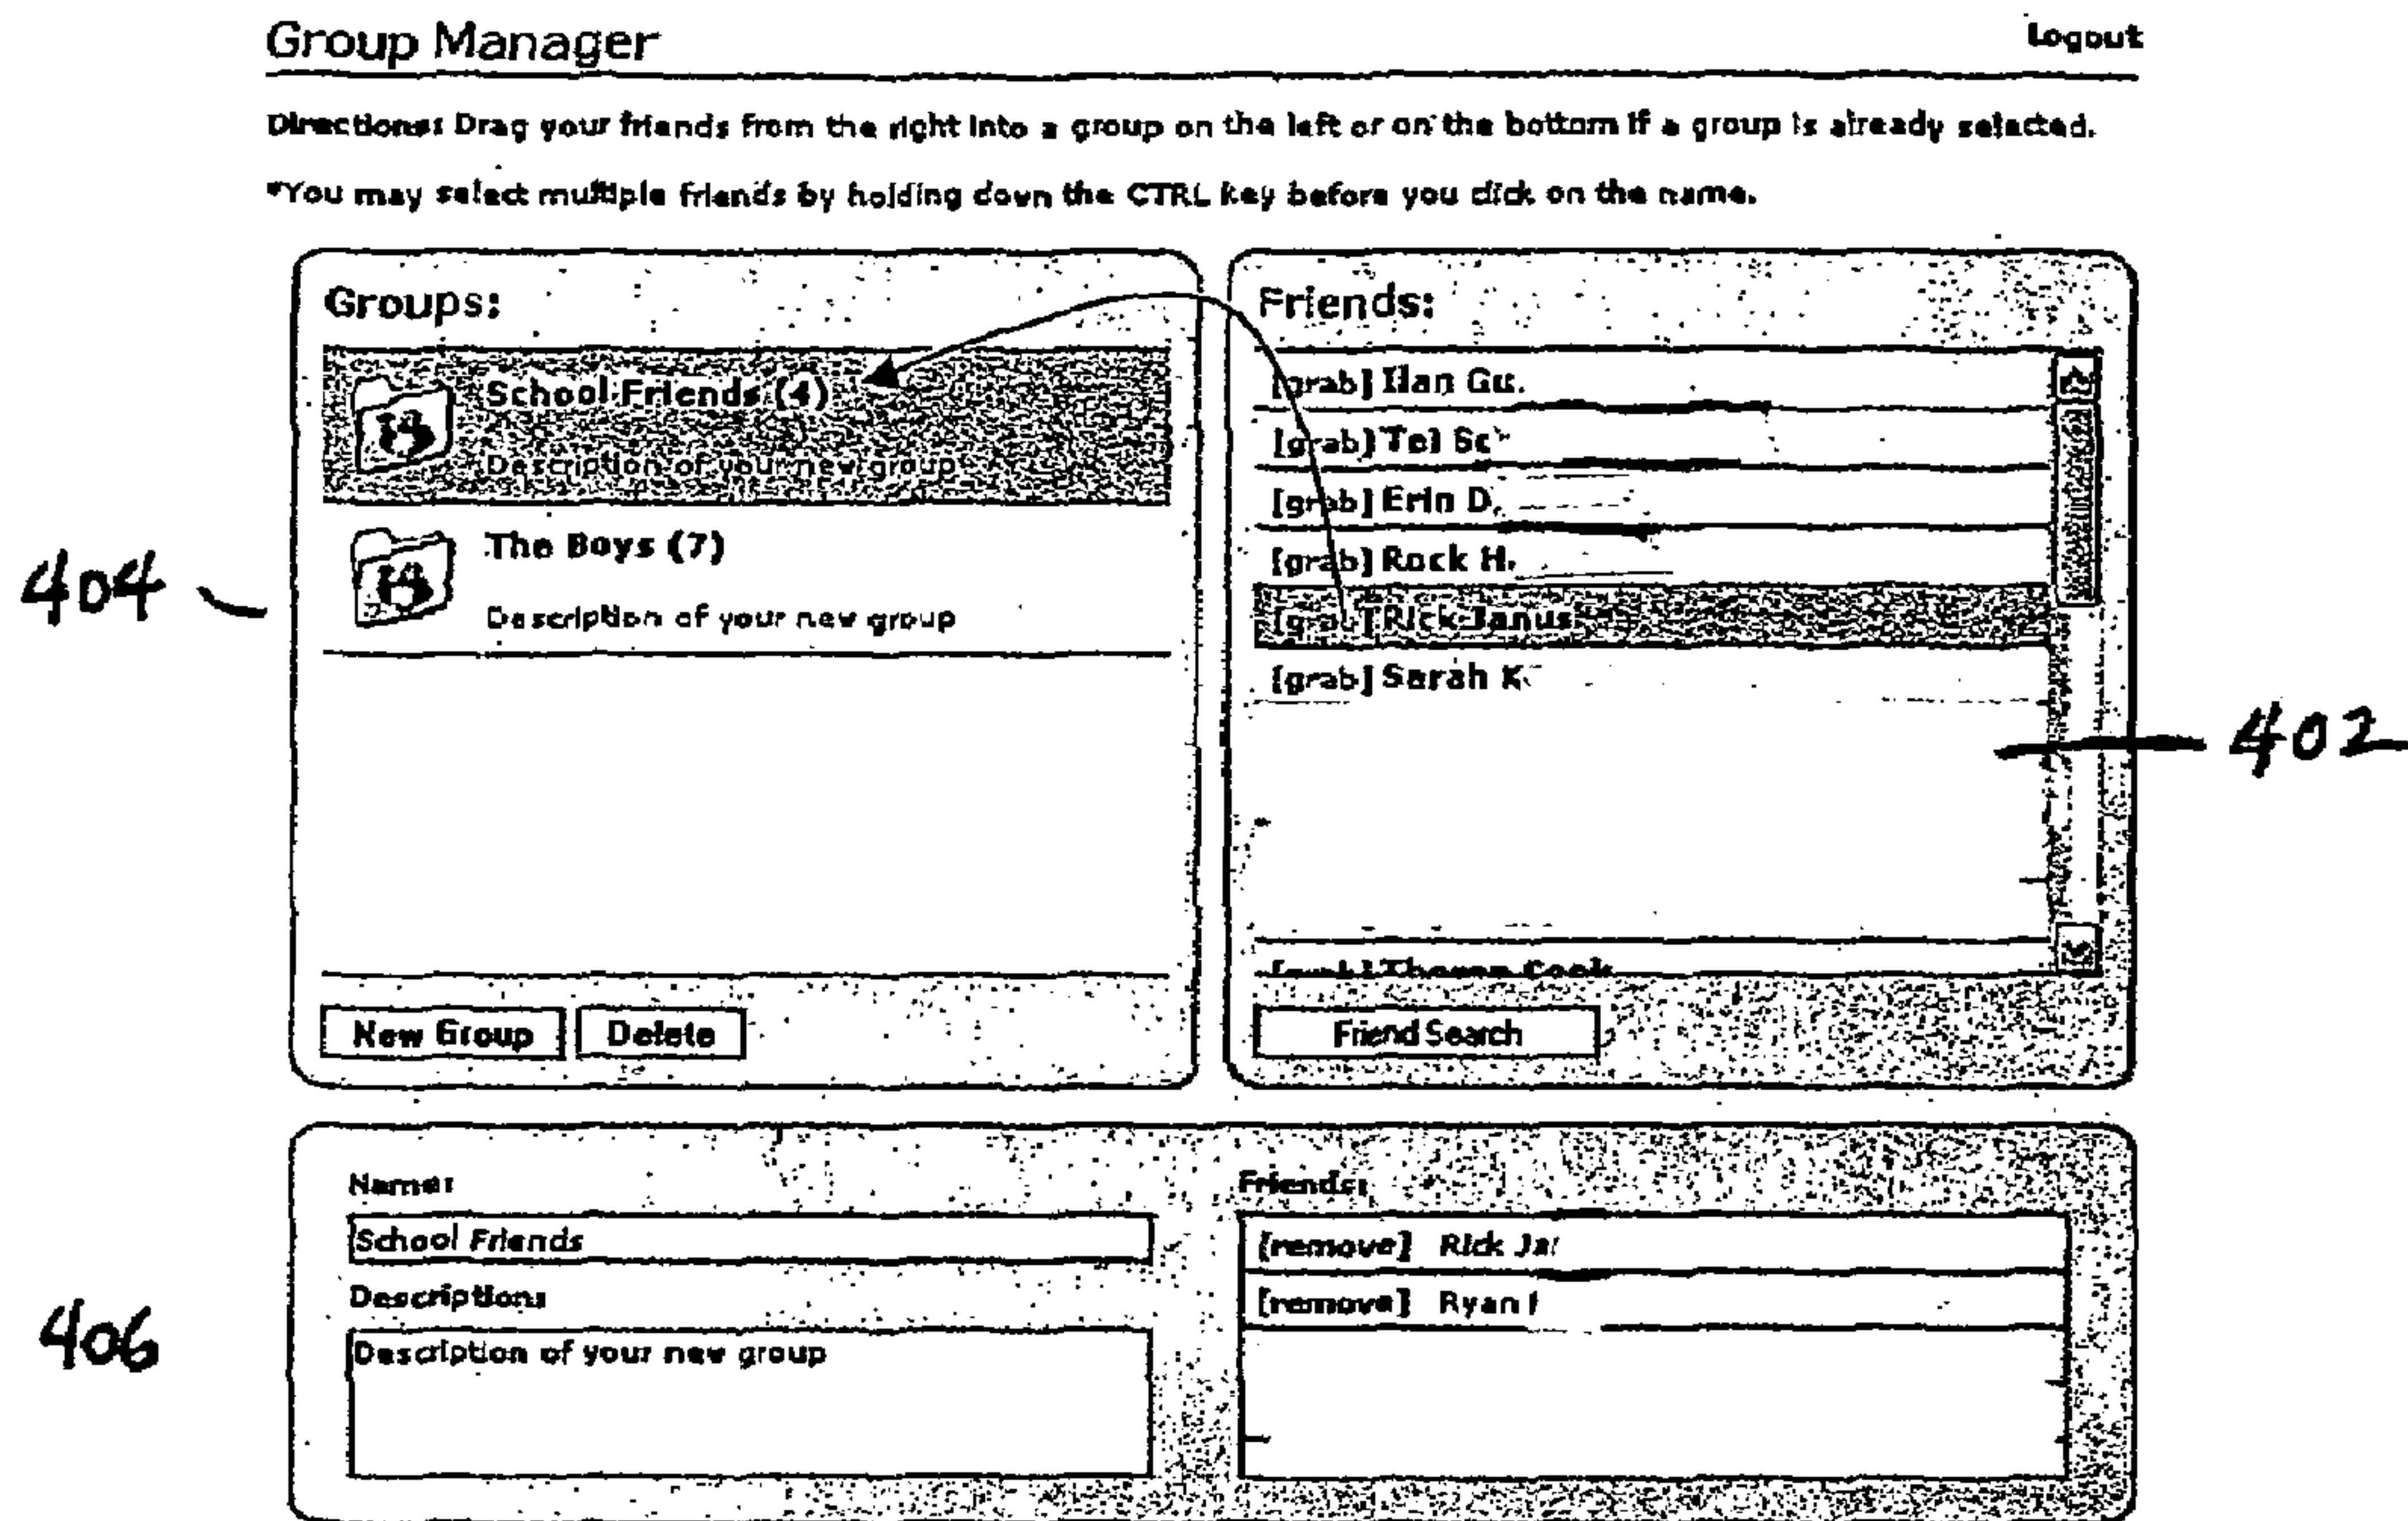 Group Manager
Logout
Directions: Drag your friends from the right into a group on the left or on the bottom if a group is already selected.
*You may select multiple friends by holding down the CTRL key before you click on the name.
Groups:
School Friends (4)
Description of your new group
The Boys (7)
Description of your new group
New Group
Delete
404
Friends:
[grab] Ilan Gu.
[grab]
[grab] Erin D.
[grab] Rock H.
[grab] Rick Janus
[grab] Sarah K
Friend Search
402
Name:
School Friends
Description:
Description of your new group
Friends:
[remove] Rick Ja
[remove] Ryan
406